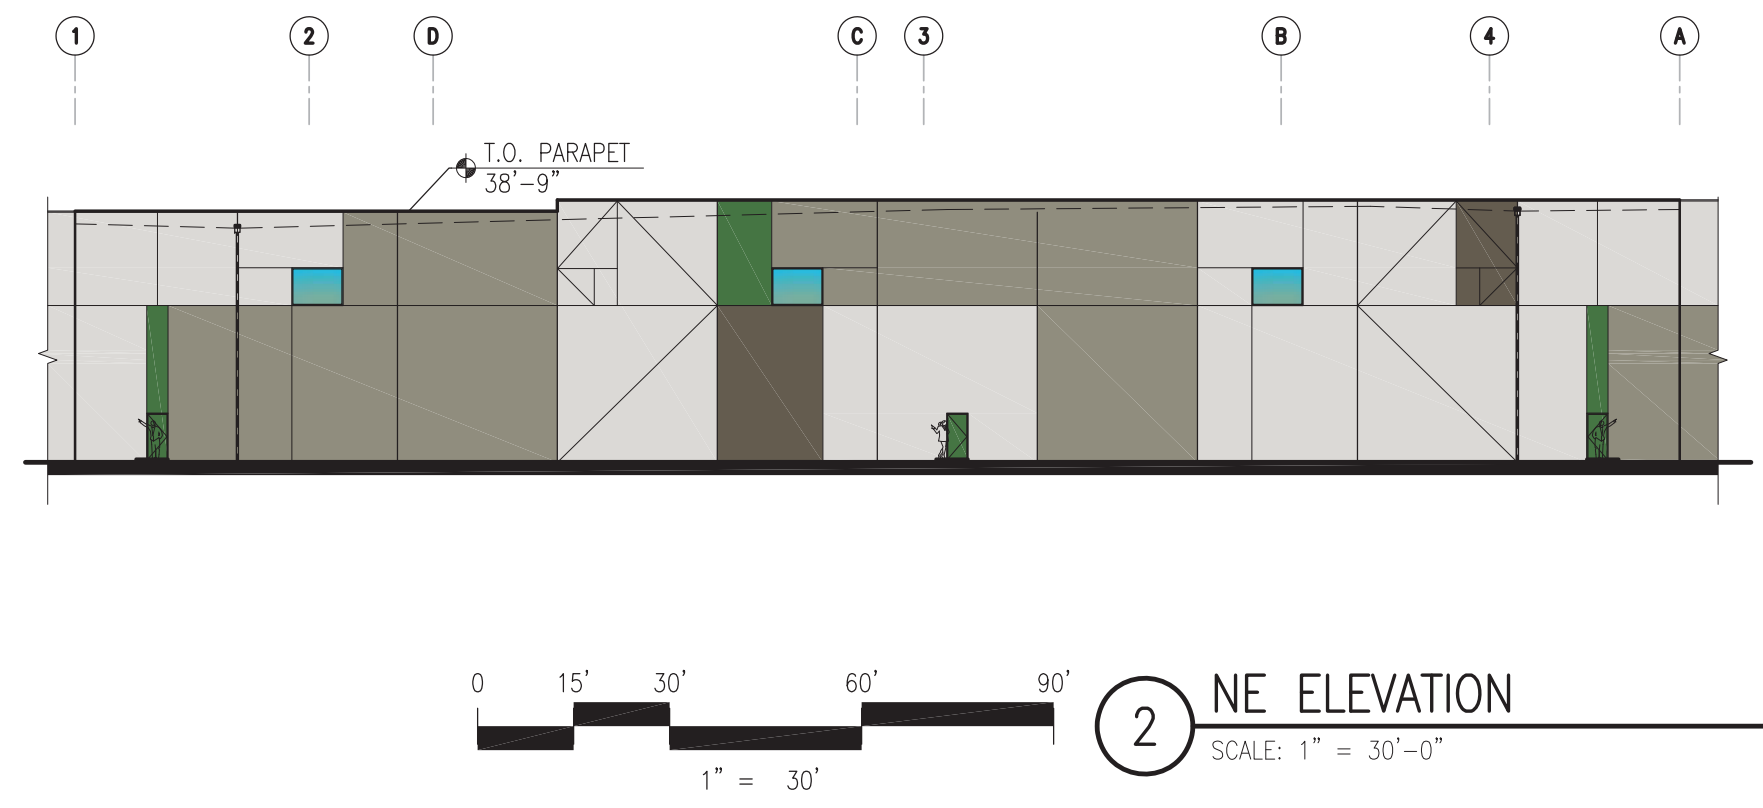 1 2 D C 3 B 4 A
T.O. PARAPET
38'-9"
0 15' 30' 60' 90'
1" = 30'
2
NE ELEVATION
SCALE: 1" = 30'-0"